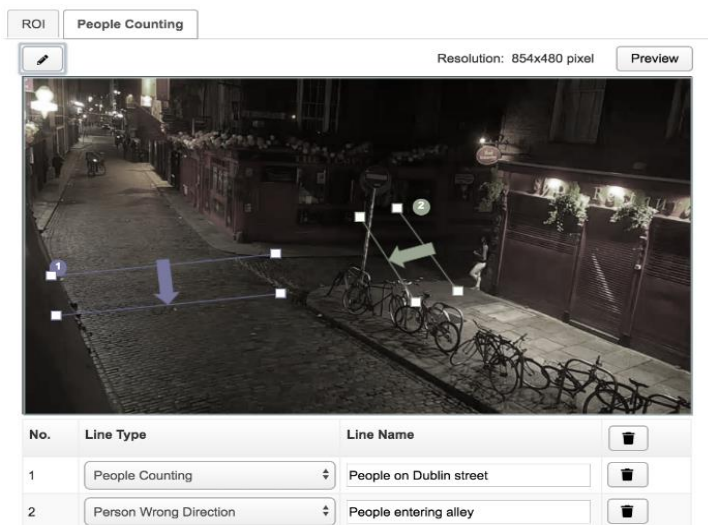 ROI People Counting
Resolution: 854x480 pixel Preview
1
2
No. Line Type Line Name
1 People Counting People on Dublin street
2 Person Wrong Direction People entering alley